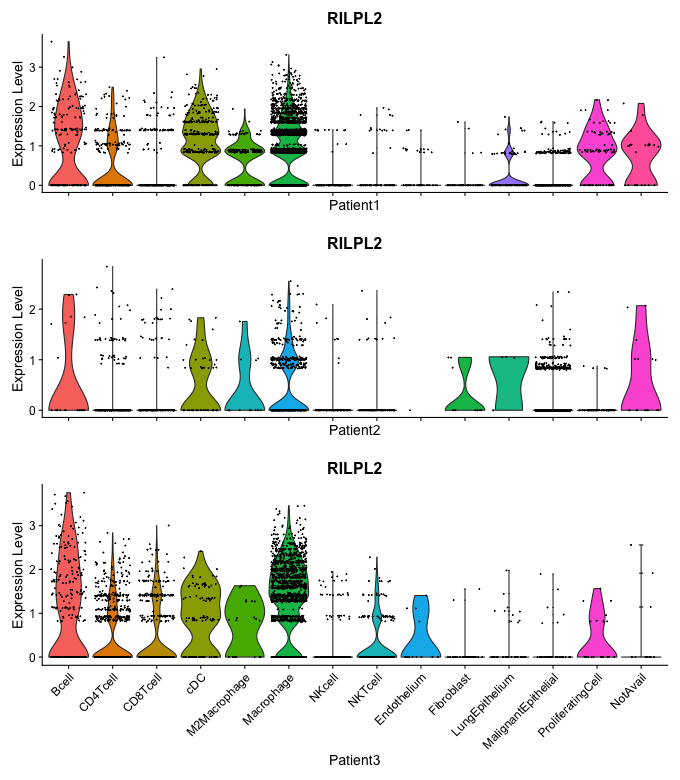 RILPL2
Expression Level
3
2
1
0
Patient1
RILPL2
Expression Level
2
1
0
Patient2
RILPL2
Expression Level
3
2
1
0
Bcell
CD4Tcell
CD8Tcell
cDC
M2Macrophage
Macrophage
NKcell
NKTcell
Endothelium
Fibroblast
LungEpithelium
MalignantEpithelial
ProliferatingCell
NotAvail
Patient3